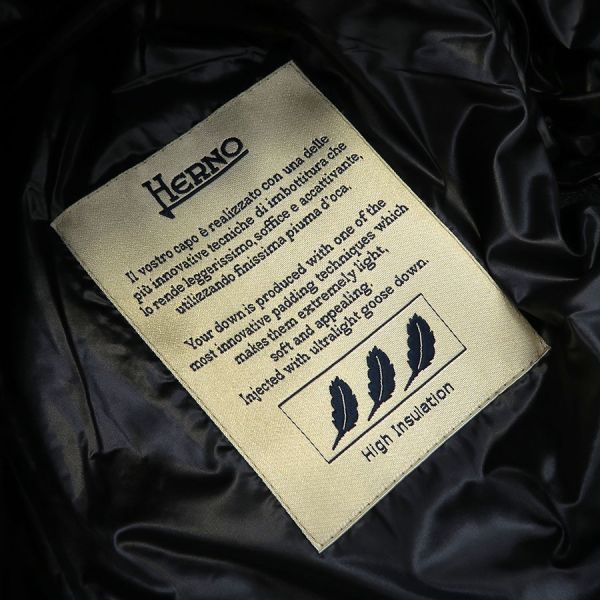 HERNO
Il vostro capo è realizzato con una delle
più innovative tecniche di imbottitura che
lo rende leggerissimo, soffice e accattivante,
utilizzando finissima piuma d'oca.
Your down is produced with one of the
most innovative padding techniques which
makes them extremely light,
soft and appealing.
Injected with ultralight goose down.
High Insulation